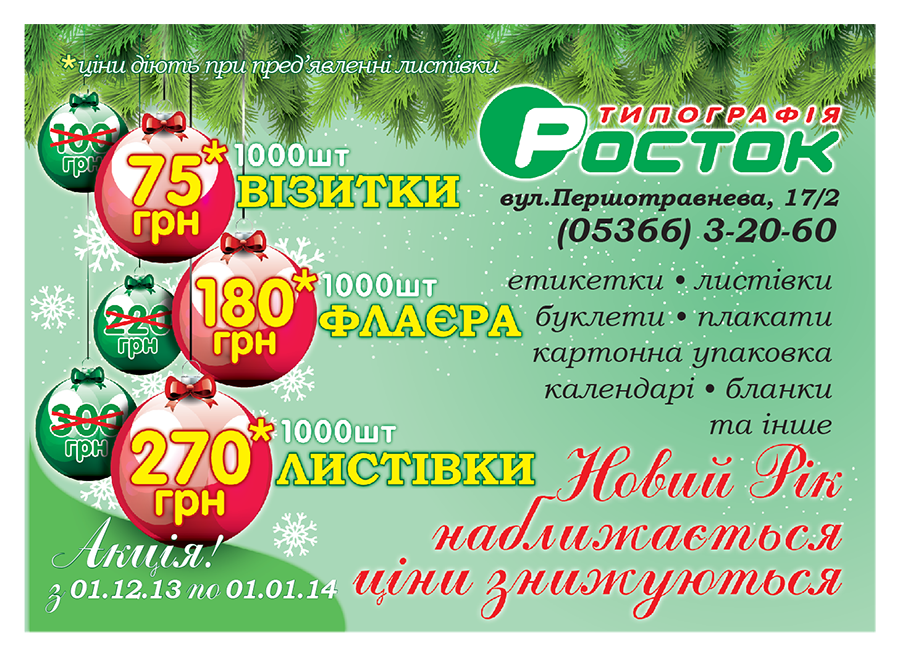 *ціни діють при пред’явленні листівки
ТИПОГРАФІЯ
РОСТОК
вул.Першотравнева, 17/2
(05366) 3-20-60
100
грн
75*
грн
1000шт
ВІЗИТКИ
220
грн
180*
грн
1000шт
ФЛАЄРА
300
грн
270*
грн
1000шт
ЛИСТІВКИ
етикетки • листівки
буклети • плакати
картонна упаковка
календарі • бланки
та інше
Новий Рік
наближається
ціни знижуються
Акція!
з 01.12.13 по 01.01.14